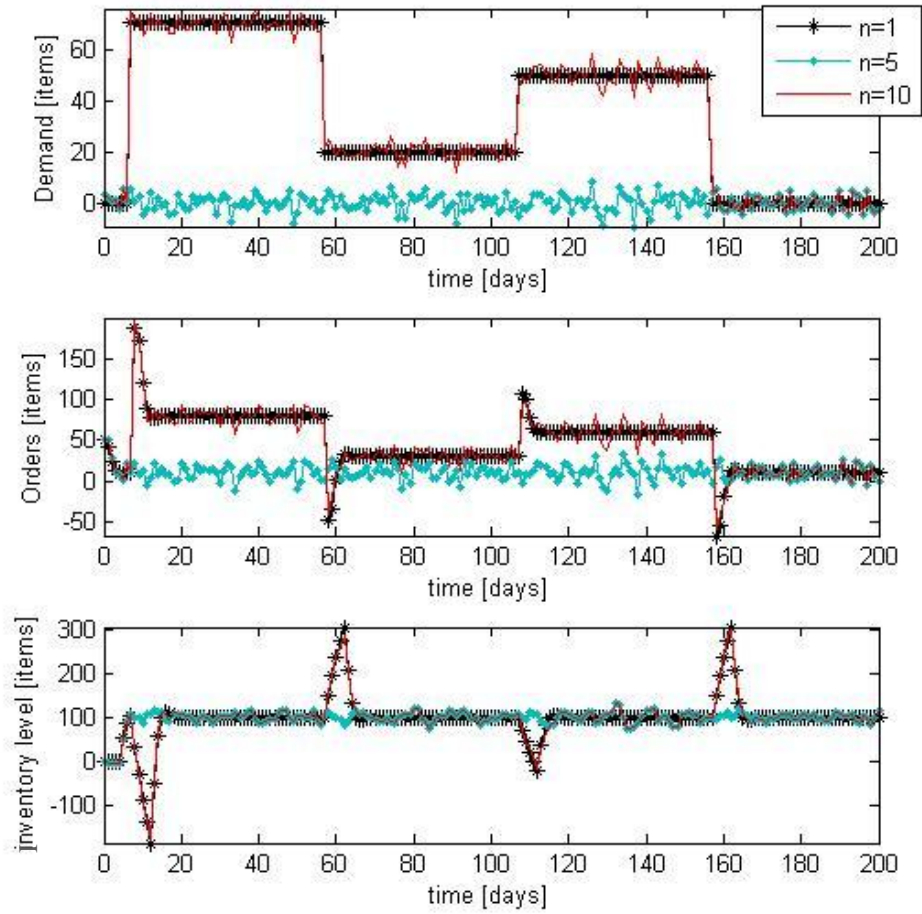 n=1
n=5
n=10
Demand [items]
60
40
20
0
0 20 40 60 80 100 120 140 160 180 200
time [days]
Orders [items]
150
100
50
0
-50
0 20 40 60 80 100 120 140 160 180 200
time [days]
jnventory level [items]
300
200
100
0
-100
0 20 40 60 80 100 120 140 160 180 200
time [days]